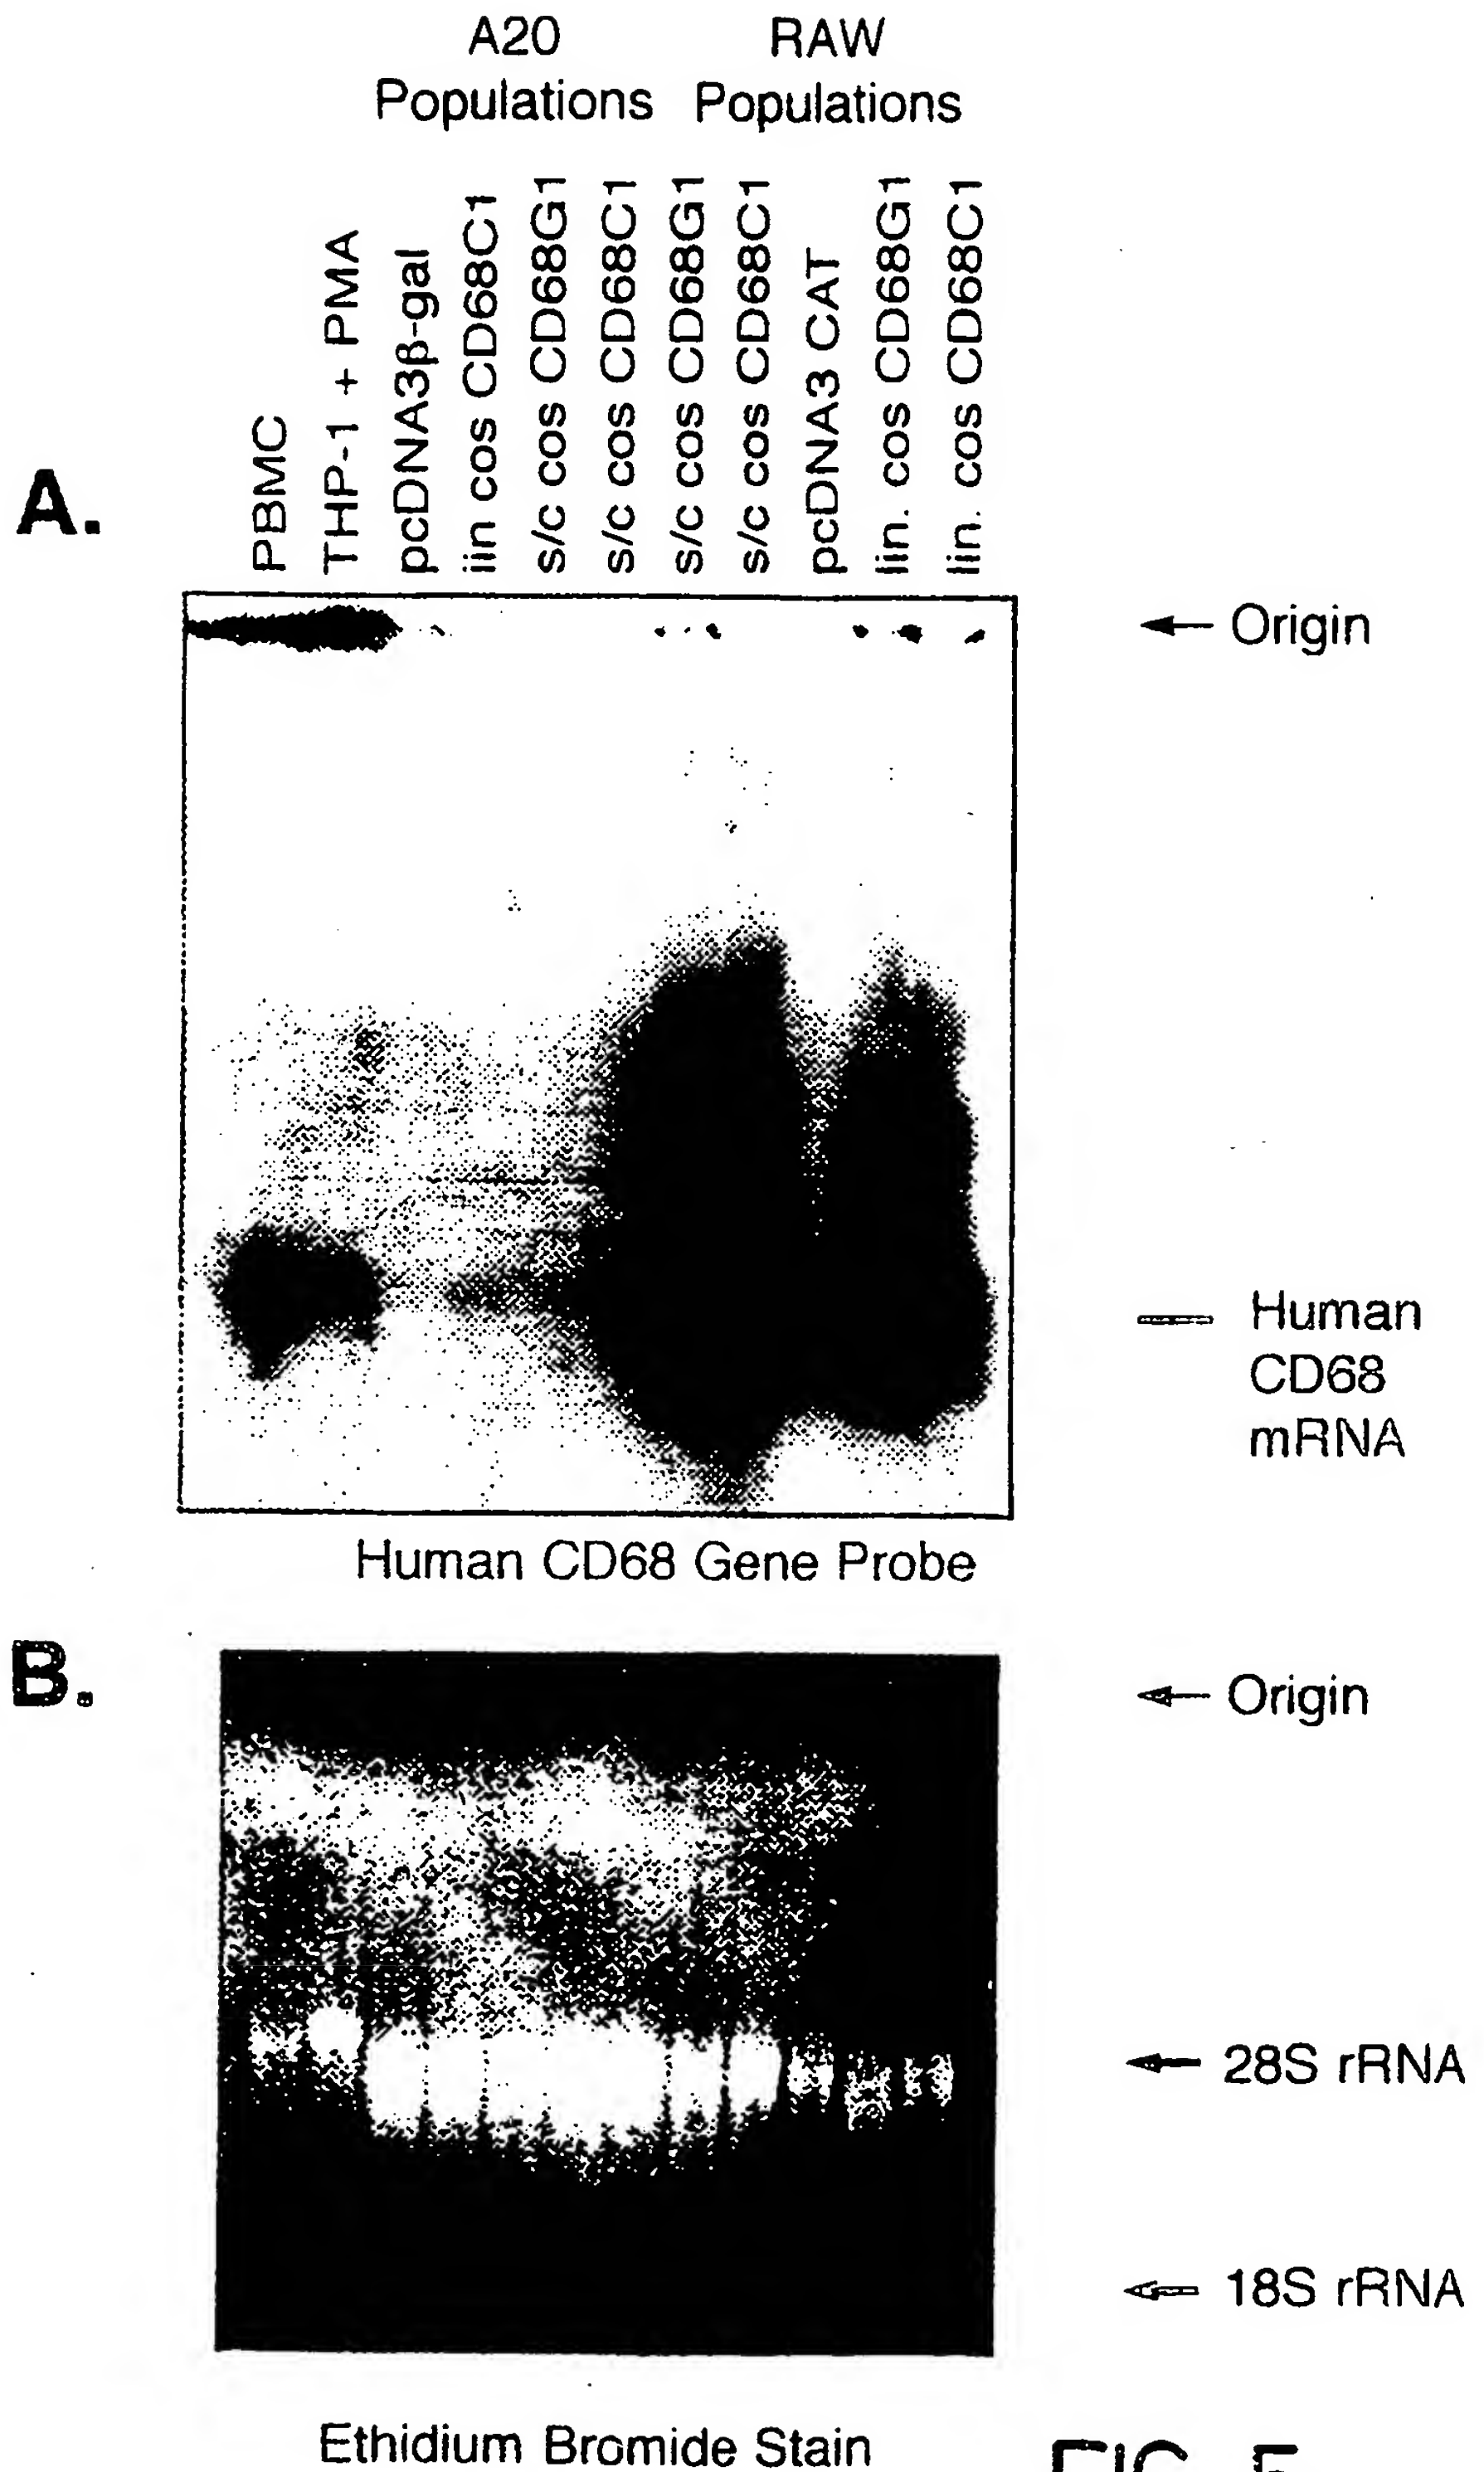 A20
Populations
RAW
Populations
A.
PBMC
THP-1 + PMA
pcDNA3β-gal
lin cos CD68C1
s/c cos CD68G1
s/c cos CD68C1
s/c cos CD68G1
s/c cos CD68C1
pcDNA3 CAT
lin. cos CD68G1
lin. cos CD68C1
Origin
Human
CD68
mRNA
Human CD68 Gene Probe
B.
Origin
28S rRNA
18S rRNA
Ethidium Bromide Stain
FIG. 5